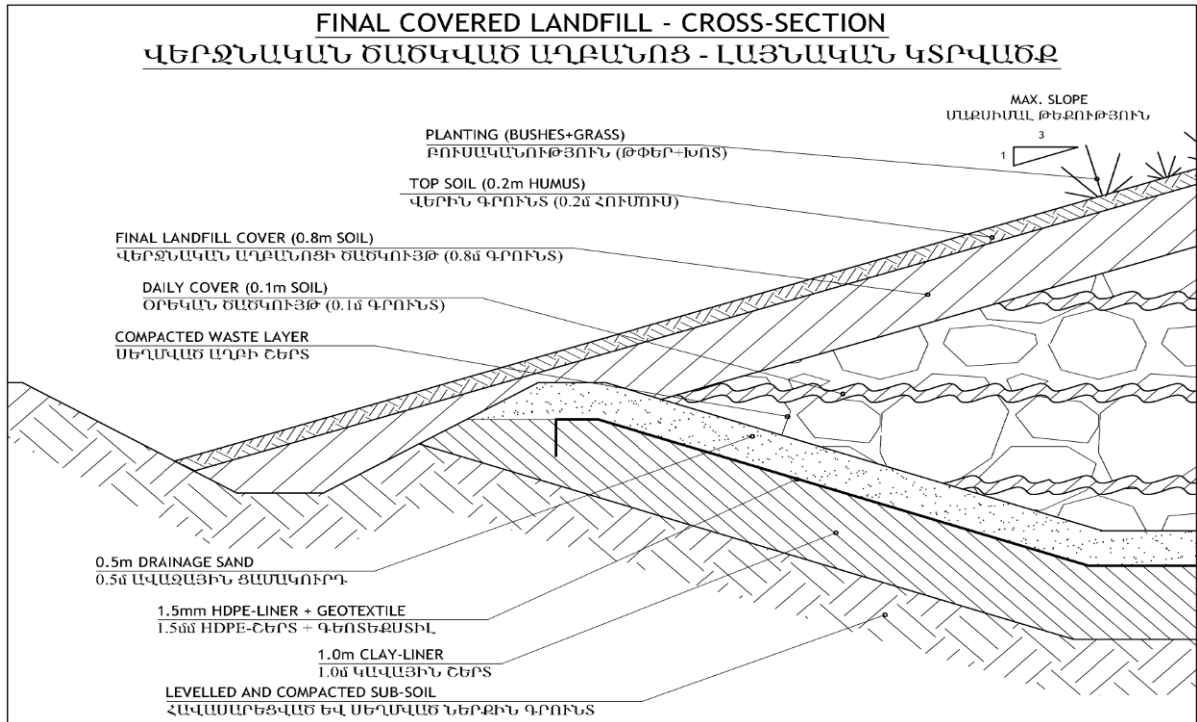 FINAL COVERED LANDFILL - CROSS-SECTION
ՎԵՐՋՆԱԿԱՆ ԾԱԾԿՎԱԾ ԱՂԲԱՆՈՑ - ԼԱՅՆԱԿԱՆ ԿՏՐՎԱԾՔ
MAX. SLOPE
ՄԱՔՍԻՄԱԼ ԹԵՔՈՒԹՅՈՒՆ
3
1
PLANTING (BUSHES+GRASS)
ԲՈՒՍԱԿԱՆՈՒԹՅՈՒՆ (ԹՓԵՐ+ԽՈՏ)
TOP SOIL (0.2m HUMUS)
ՎԵՐԻՆ ԳՐՈՒՆՏ (0.2մ ՀՈՒՄՈՒՍ)
FINAL LANDFILL COVER (0.8m SOIL)
ՎԵՐՋՆԱԿԱՆ ԱՂԲԱՆՈՑԻ ԾԱԾԿՈՒՅԹ (0.8մ ԳՐՈՒՆՏ)
DAILY COVER (0.1m SOIL)
ՕՐԵԿԱՆ ԾԱԾԿՈՒՅԹ (0.1մ ԳՐՈՒՆՏ)
COMPACTED WASTE LAYER
ՍԵՂՄՎԱԾ ԱՂԲԻ ՇԵՐՏ
0.5m DRAINAGE SAND
0.5մ ԱՎԱԶԱՅԻՆ ՑԱՄԱԿՈՒՐԴ
1.5mm HDPE-LINER + GEOTEXTILE
1.5մմ HDPE-ՇԵՐՏ + ԳԵՈՏԵՔՍՏԻԼ
1.0m CLAY-LINER
1.0մ ԿԱՎԱՅԻՆ ՇԵՐՏ
LEVELLED AND COMPACTED SUB-SOIL
ՀԱՎԱՍԱՐԵՑՎԱԾ ԵՎ ՍԵՂՄՎԱԾ ՆԵՐՔԻՆ ԳՐՈՒՆՏ